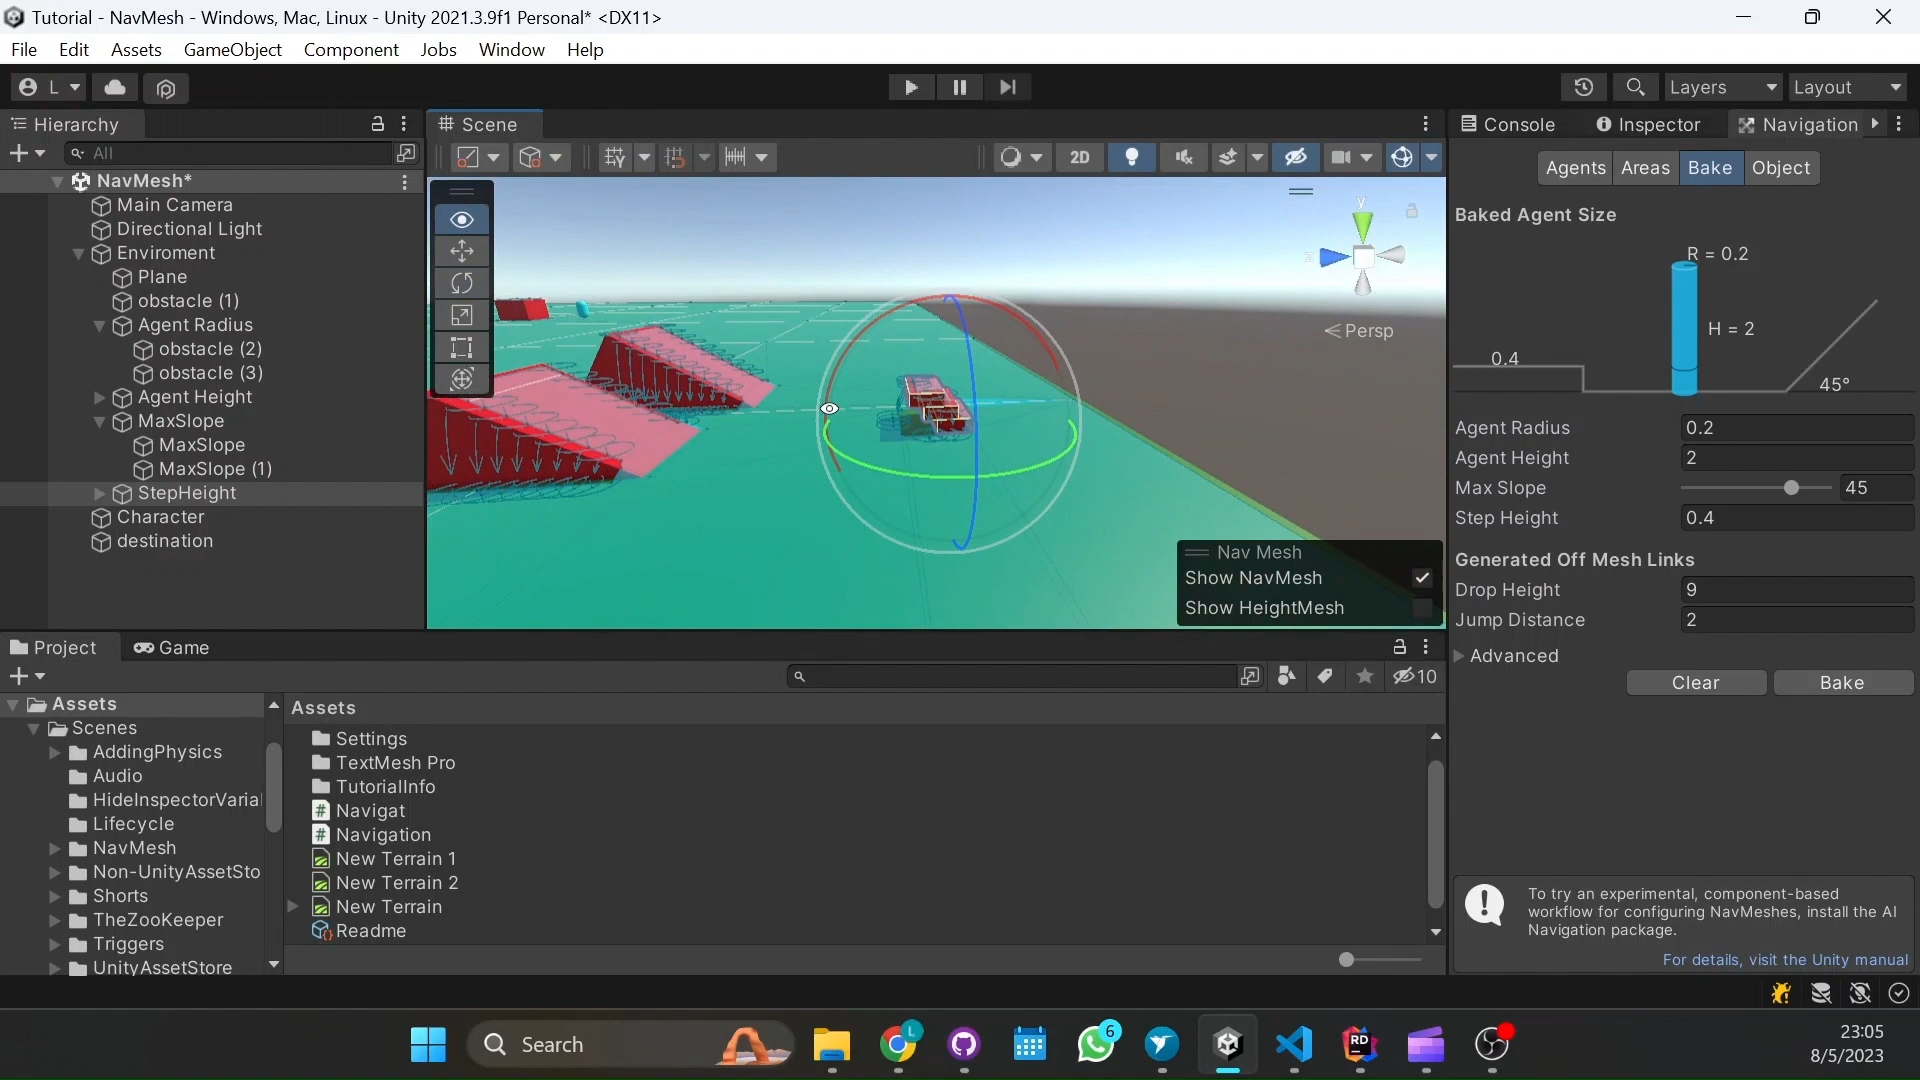 Tutorial - NavMesh - Windows, Mac, Linux - Unity 2021.3.9f1 Personal* <DX11>
File Edit Assets GameObject Component Jobs Window Help
L
Layers
Layout
Hierarchy
All
NavMesh*
Main Camera
Directional Light
Enviroment
Plane
obstacle (1)
Agent Radius
obstacle (2)
obstacle (3)
Agent Height
MaxSlope
MaxSlope
MaxSlope (1)
StepHeight
Character
destination
Scene
2D
y
z
Persp
Nav Mesh
Show NavMesh
Show HeightMesh
Console Inspector Navigation
Agents Areas Bake Object
Baked Agent Size
R = 0.2
H = 2
0.4
45°
Agent Radius 0.2
Agent Height 2
Max Slope 45
Step Height 0.4
Generated Off Mesh Links
Drop Height 9
Jump Distance 2
Advanced
Clear Bake
To try an experimental, component-based
workflow for configuring NavMeshes, install the AI
Navigation package.
For details, visit the Unity manual
Project Game
10
Assets
Scenes
AddingPhysics
Audio
HideInspectorVarial
Lifecycle
NavMesh
Non-UnityAssetSto
Shorts
TheZooKeeper
Triggers
UnityAssetStore
Assets
Settings
TextMesh Pro
TutorialInfo
Navigat
Navigation
New Terrain 1
New Terrain 2
New Terrain
Readme
Search
L
6
RD
23:05
8/5/2023